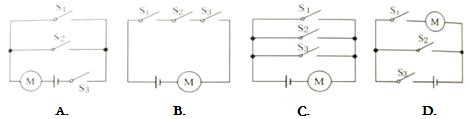 S1 S1 S2 S3 S1 S1 M
S2 S2 S2
S3
M S3 M M S3
A. B. C. D.